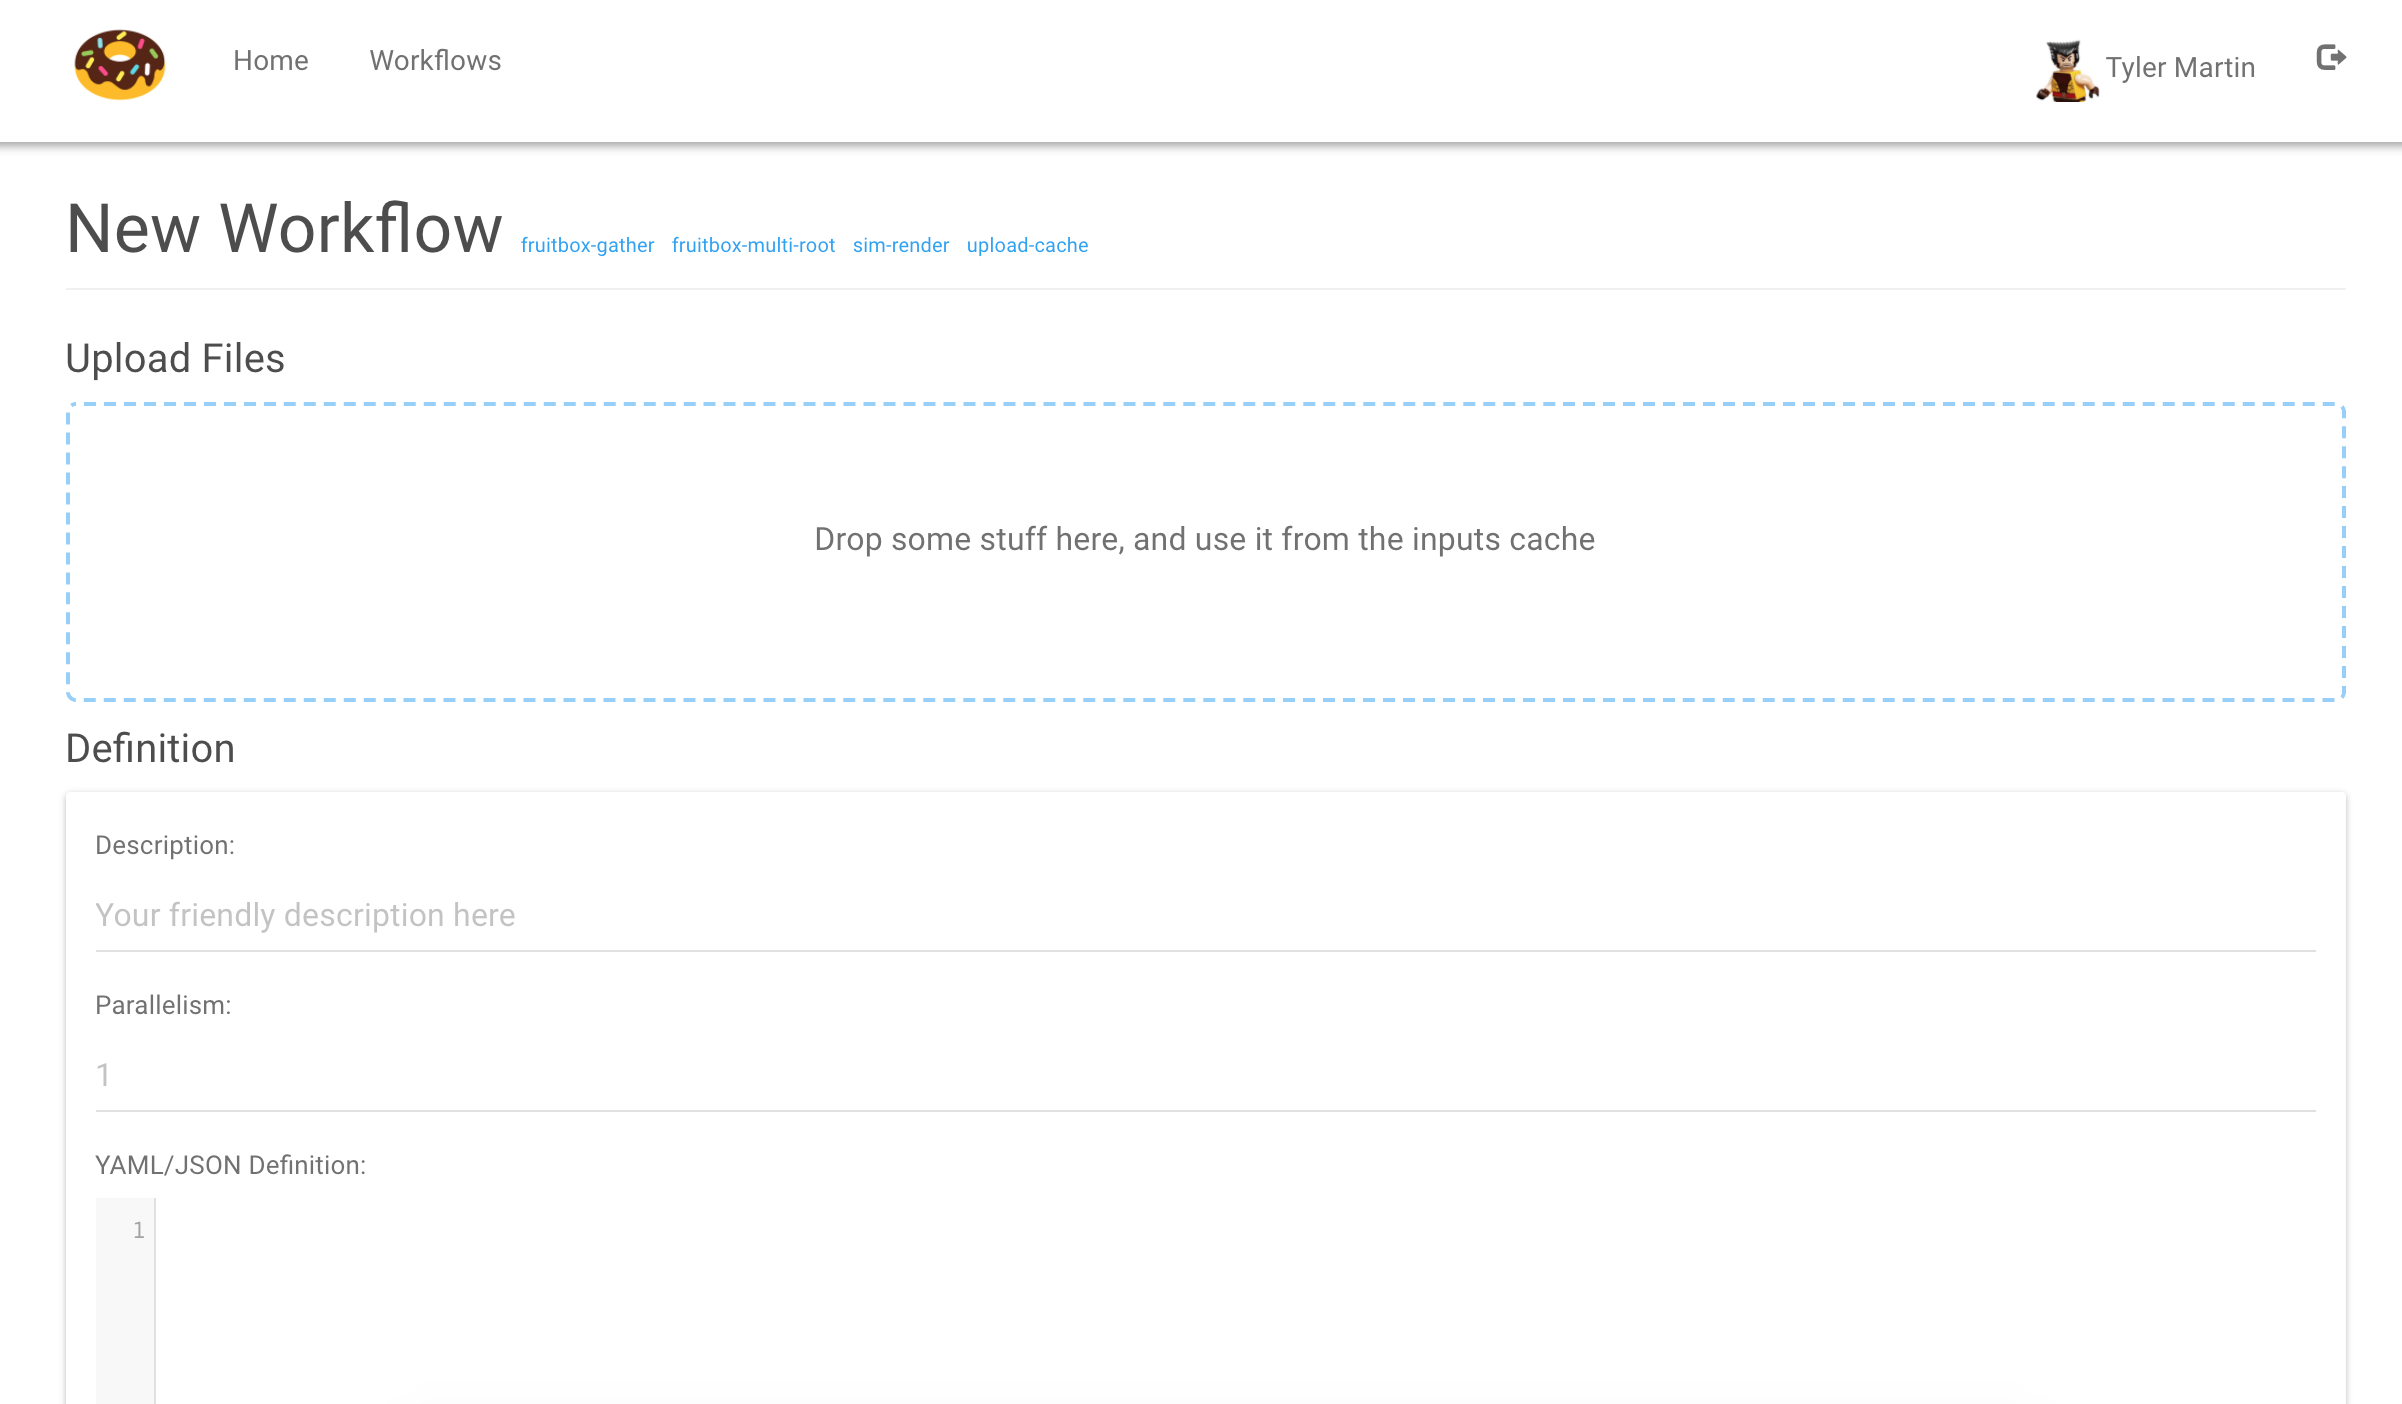 Home Workflows Tyler Martin
New Workflow fruitbox-gather fruitbox-multi-root sim-render upload-cache
Upload Files
Drop some stuff here, and use it from the inputs cache
Definition
Description:
Your friendly description here
Parallelism:
1
YAML/JSON Definition:
1